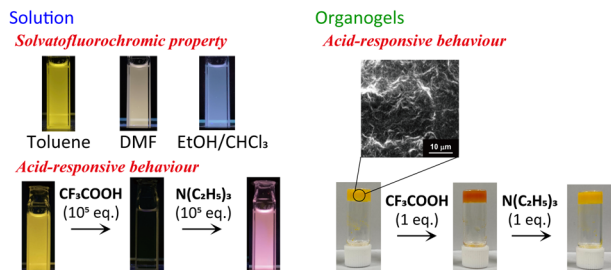 Solution
Solvatofluorochromic property
Toluene
DMF
EtOH/CHCl₃
Acid-responsive behaviour
CF₃COOH
(10⁵ eq.)
N(C₂H₅)₃
(10⁵ eq.)
Organogels
Acid-responsive behaviour
10 μm
CF₃COOH
(1 eq.)
N(C₂H₅)₃
(1 eq.)